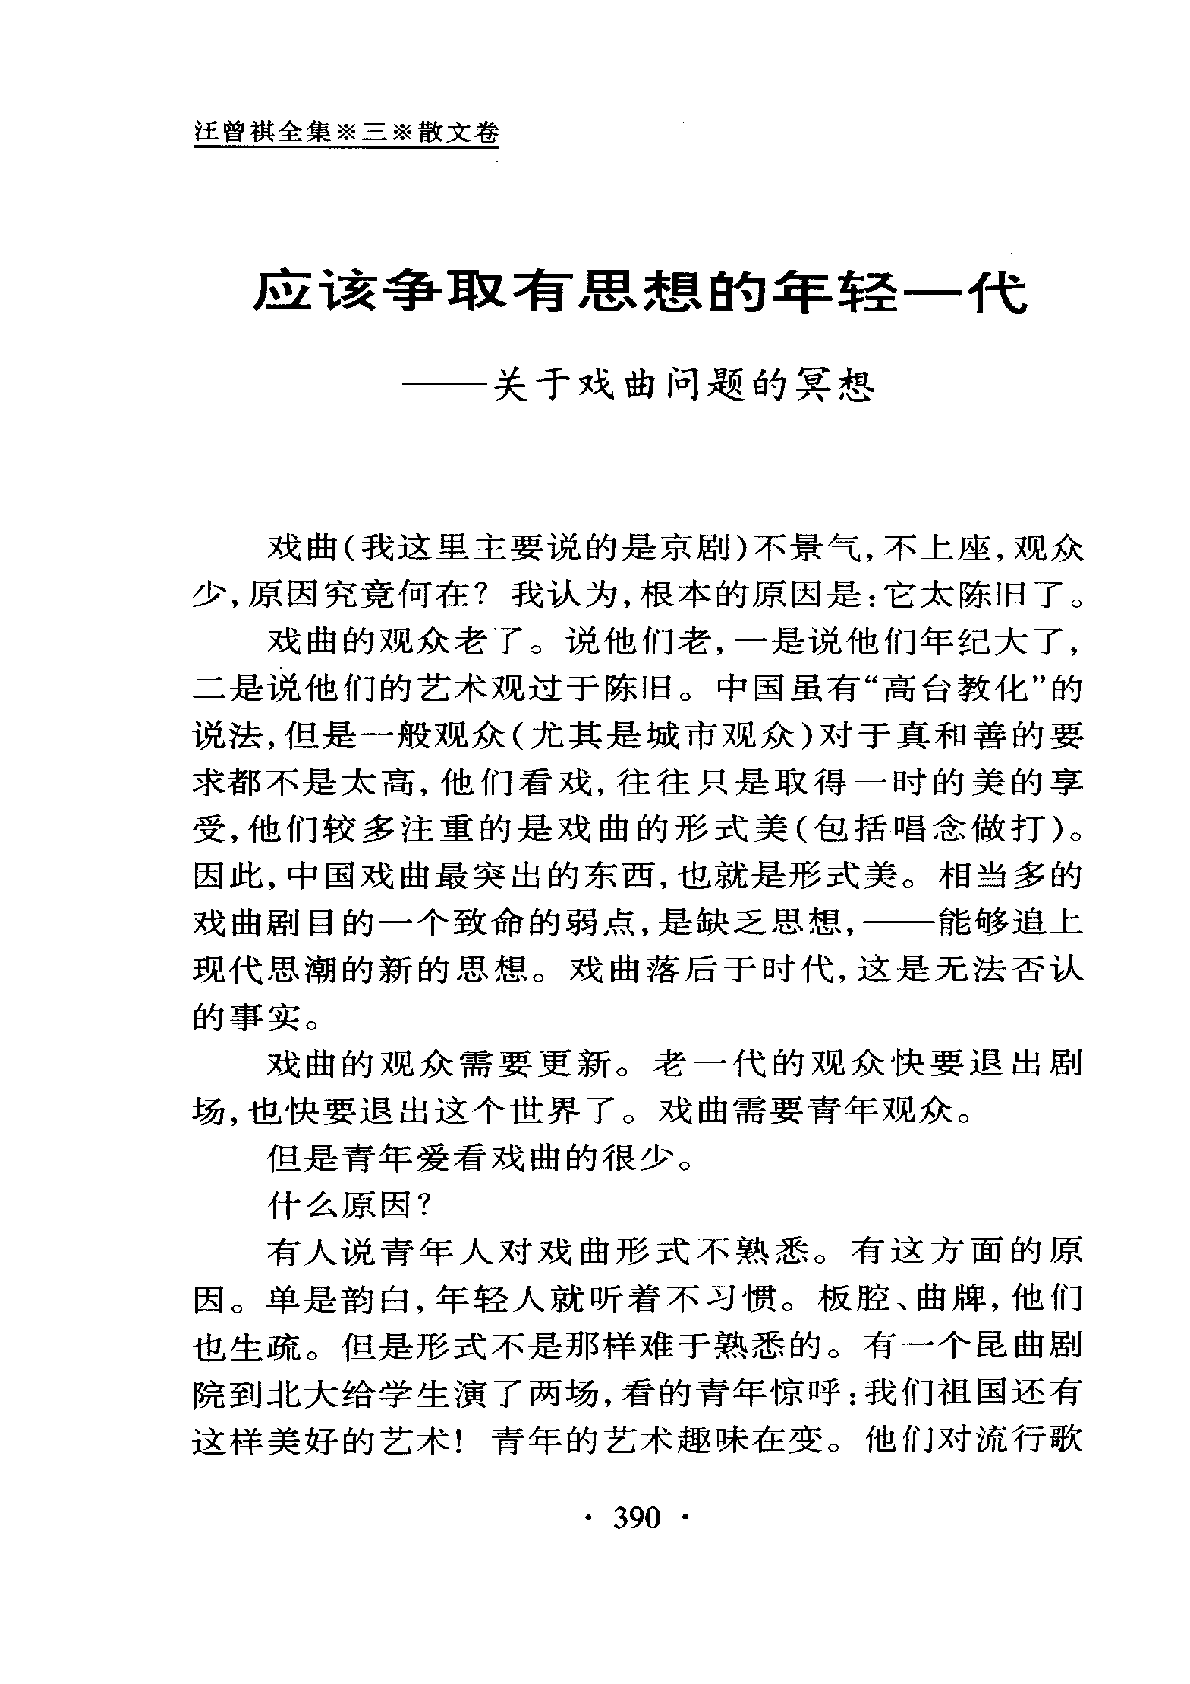 汪曾祺全集※三※散文卷
应该争取有思想的年轻一代
——关于戏曲问题的冥想
戏曲(我这里主要说的是京剧)不景气,不上座,观众
少,原因究竟何在? 我认为,根本的原因是:它太陈旧了。
戏曲的观众老了。说他们老,一是说他们年纪大了,
二是说他们的艺术观过于陈旧。中国虽有“高台教化”的
说法,但是一般观众(尤其是城市观众)对于真和善的要
求都不是太高,他们看戏,往往只是取得一时的美的享
受,他们较多注重的是戏曲的形式美(包括唱念做打)。
因此,中国戏曲最突出的东西,也就是形式美。相当多的
戏曲剧目的一个致命的弱点,是缺乏思想,——能够追上
现代思潮的新的思想。戏曲落后于时代,这是无法否认
的事实。
戏曲的观众需要更新。老一代的观众快要退出剧
场,也快要退出这个世界了。戏曲需要青年观众。
但是青年爱看戏曲的很少。
什么原因?
有人说青年人对戏曲形式不熟悉。有这方面的原
因。单是韵白,年轻人就听着不习惯。板腔、曲牌,他们
也生疏。但是形式不是那样难于熟悉的。有一个昆曲剧
院到北大给学生演了两场,看的青年惊呼:我们祖国还有
这样美好的艺术! 青年的艺术趣味在变。他们对流行歌
· 390 ·